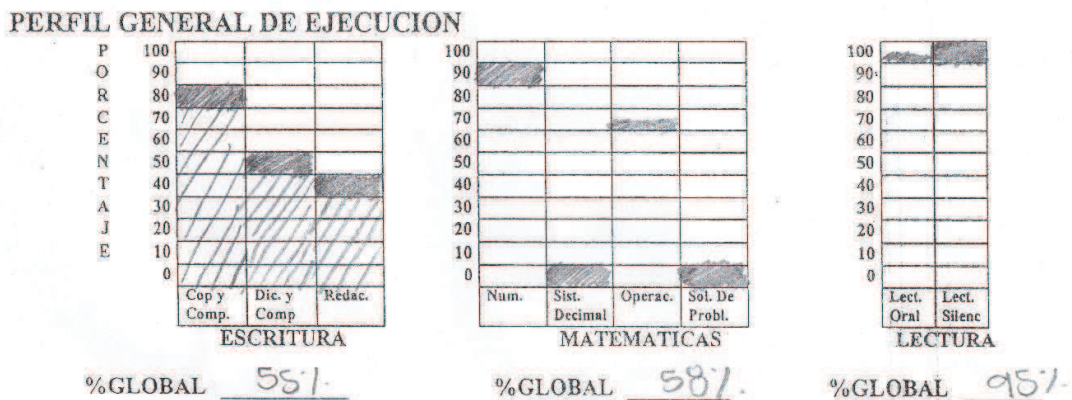 PERFIL GENERAL DE EJECUCION
P 100 100 100
O 90 90 90
R 80 80 80
C 70 70 70
E 60 60 60
N 50 50 50
T 40 40 40
A 30 30 30
J 20 20 20
E 10 10 10
0 0 0
Cop y Dic. y Redac. Num. Sist. Operac. Sol. De Lect. Lect.
Comp. Comp Decimal Probl. Oral Silenc
ESCRITURA MATEMATICAS LECTURA
%GLOBAL 55% %GLOBAL 58% %GLOBAL 95%